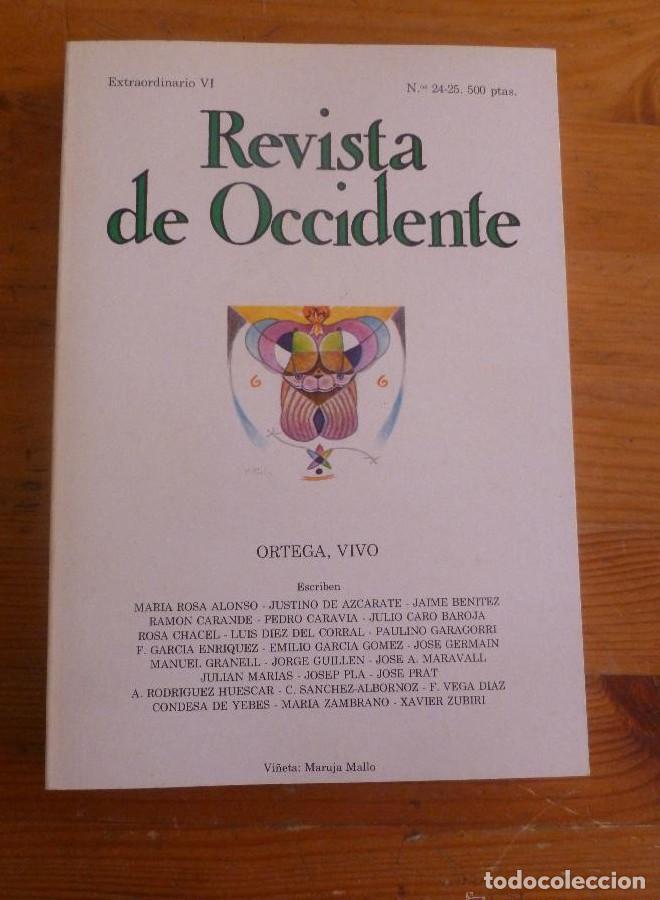 Extraordinario VI
N.os 24-25. 500 ptas.
Revista
de Occidente
6 6
ORTEGA, VIVO
Escriben
MARIA ROSA ALONSO - JUSTINO DE AZCARATE - JAIME BENITEZ
RAMON CARANDE - PEDRO CARAVIA - JULIO CARO BAROJA
ROSA CHACEL - LUIS DIEZ DEL CORRAL - PAULINO GARAGORRI
F. GARCIA ENRIQUEZ - EMILIO GARCIA GOMEZ - JOSE GERMAIN
MANUEL GRANELL - JORGE GUILLEN - JOSE A. MARAVALL
JULIAN MARIAS - JOSEP PLA - JOSE PRAT
A. RODRIGUEZ HUESCAR - C. SANCHEZ-ALBORNOZ - F. VEGA DIAZ
CONDESA DE YEBES - MARIA ZAMBRANO - XAVIER ZUBIRI
Viñeta: Maruja Mallo
todocoleccion